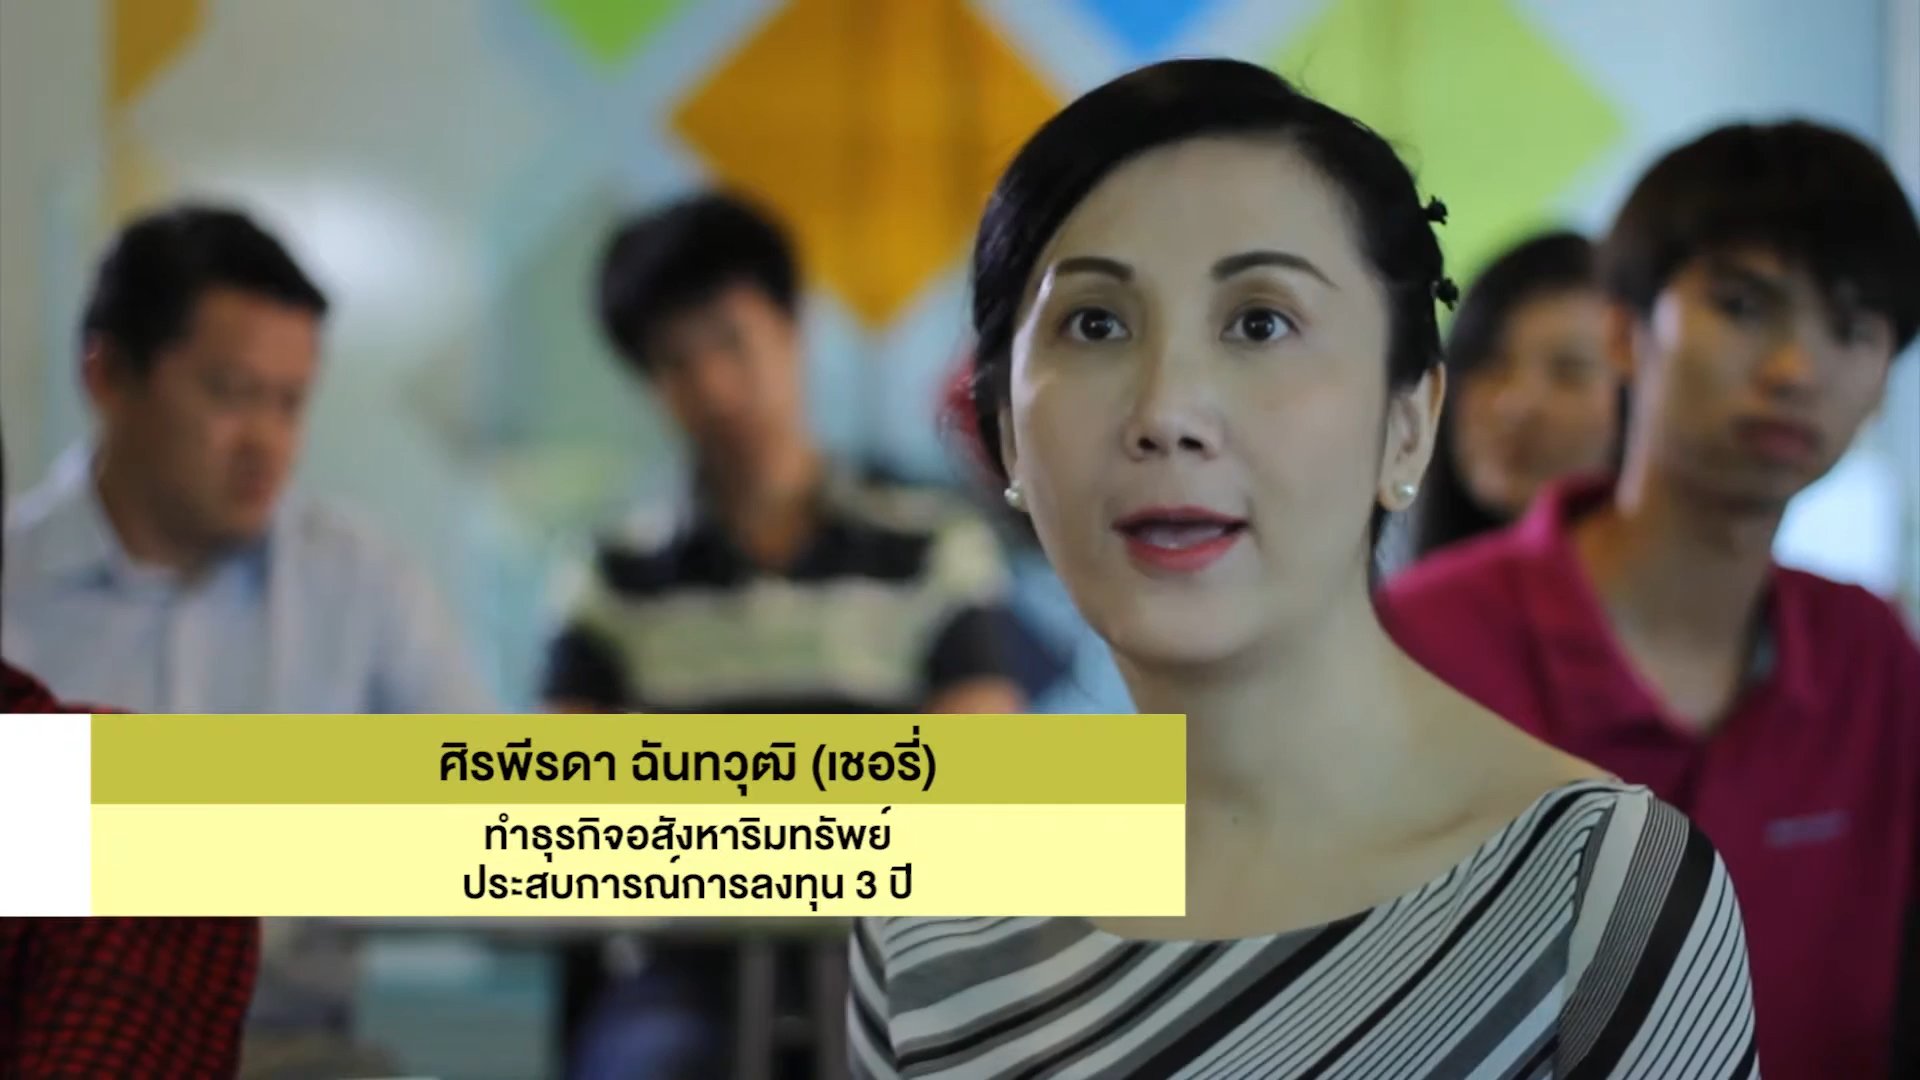 ศิรพีรดา ฉันทวุฒิ (เชอรี่)
ทำธุรกิจอสังหาริมทรัพย์
ประสบการณ์การลงทุน 3 ปี